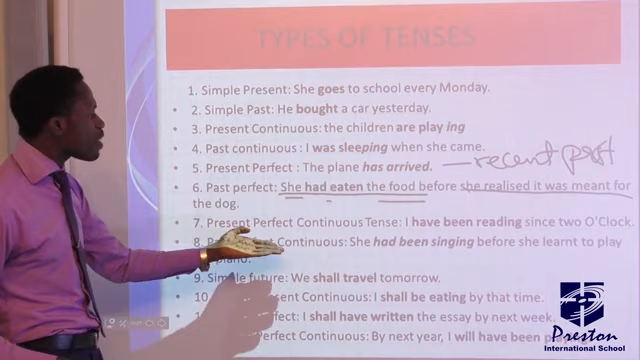 TYPES OF TENSES
1. Simple Present: She goes to school every Monday.
• 2. Simple Past: He bought a car yesterday.
• 3. Present Continuous: the children are play ing
• 4. Past continuous : I was sleeping when she came.
• 5. Present Perfect : The plane has arrived. — recent past
• 6. Past perfect: She had eaten the food before she realised it was meant for
the dog.
• 7. Present Perfect Continuous Tense: I have been reading since two O'Clock.
• 8. Continuous: She had been singing before she learnt to play
• 9. Simple future: We shall travel tomorrow.
10 Continuous: I shall be eating by that time.
: I shall have written the essay by next week.
Perfect Continuous: By next year, I will have been
Preston
International School